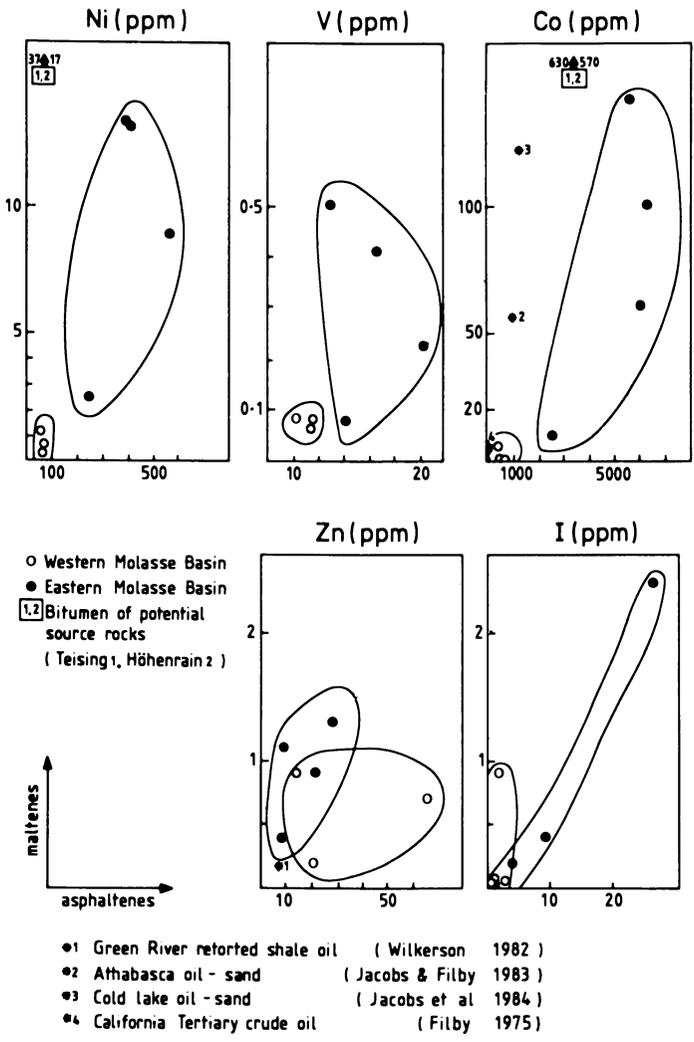 Ni (ppm) V (ppm) Co (ppm)
37 17
1,2
10
5
100 500
0·5
0·1
10 20
630 570
1,2
3
100
2
50
20
4
1000 5000
Zn (ppm) I (ppm)
Western Molasse Basin
Eastern Molasse Basin
1,2 Bitumen of potential
source rocks
( Teising 1, Höhenrain 2 )
maltenes
asphaltenes
2
1
1
10 50
2
1
10 20
1 Green River retorted shale oil ( Wilkerson 1982 )
2 Athabasca oil - sand ( Jacobs & Filby 1983 )
3 Cold lake oil - sand ( Jacobs et al 1984 )
4 California Tertiary crude oil ( Filby 1975 )